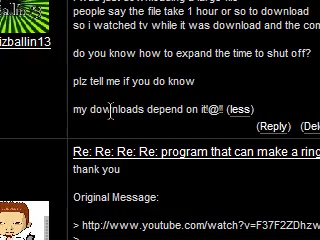 people say the file take 1 hour or so to download
so i watched tv while it was download and the com
izballin13
do you know how to expand the time to shut off?
plz tell me if you do know
my downloads depend on it!@!! (less)
(Reply) (Del
Re: Re: Re: Re: program that can make a ring
thank you
Original Message:
> http://www.youtube.com/watch?v=F37F2ZDhzw
>